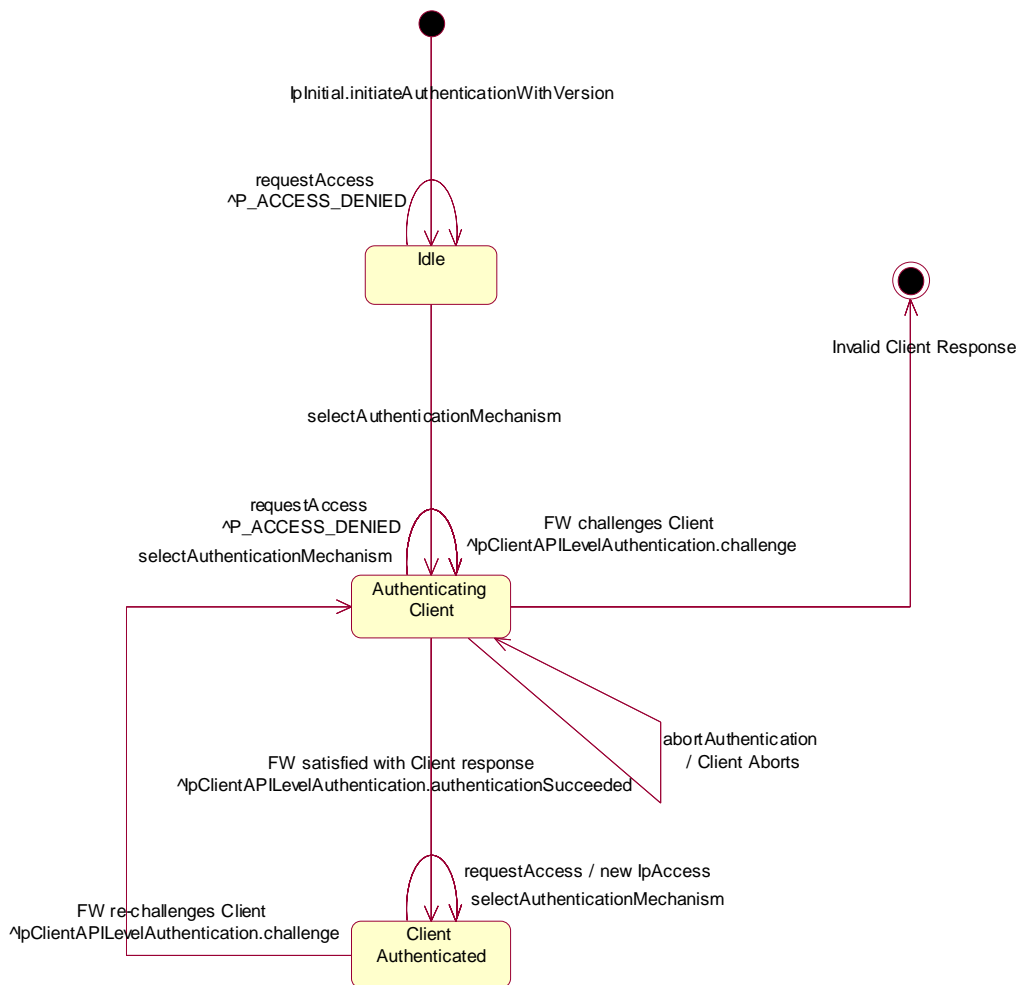 IpInitial.initiateAuthenticationWithVersion
requestAccess
^P_ACCESS_DENIED
Idle
Invalid Client Response
selectAuthenticationMechanism
requestAccess
^P_ACCESS_DENIED
selectAuthenticationMechanism
FW challenges Client
^IpClientAPILevelAuthentication.challenge
Authenticating
Client
abortAuthentication
/ Client Aborts
FW satisfied with Client response
^IpClientAPILevelAuthentication.authenticationSucceeded
requestAccess / new IpAccess
selectAuthenticationMechanism
FW re-challenges Client
^IpClientAPILevelAuthentication.challenge
Client
Authenticated